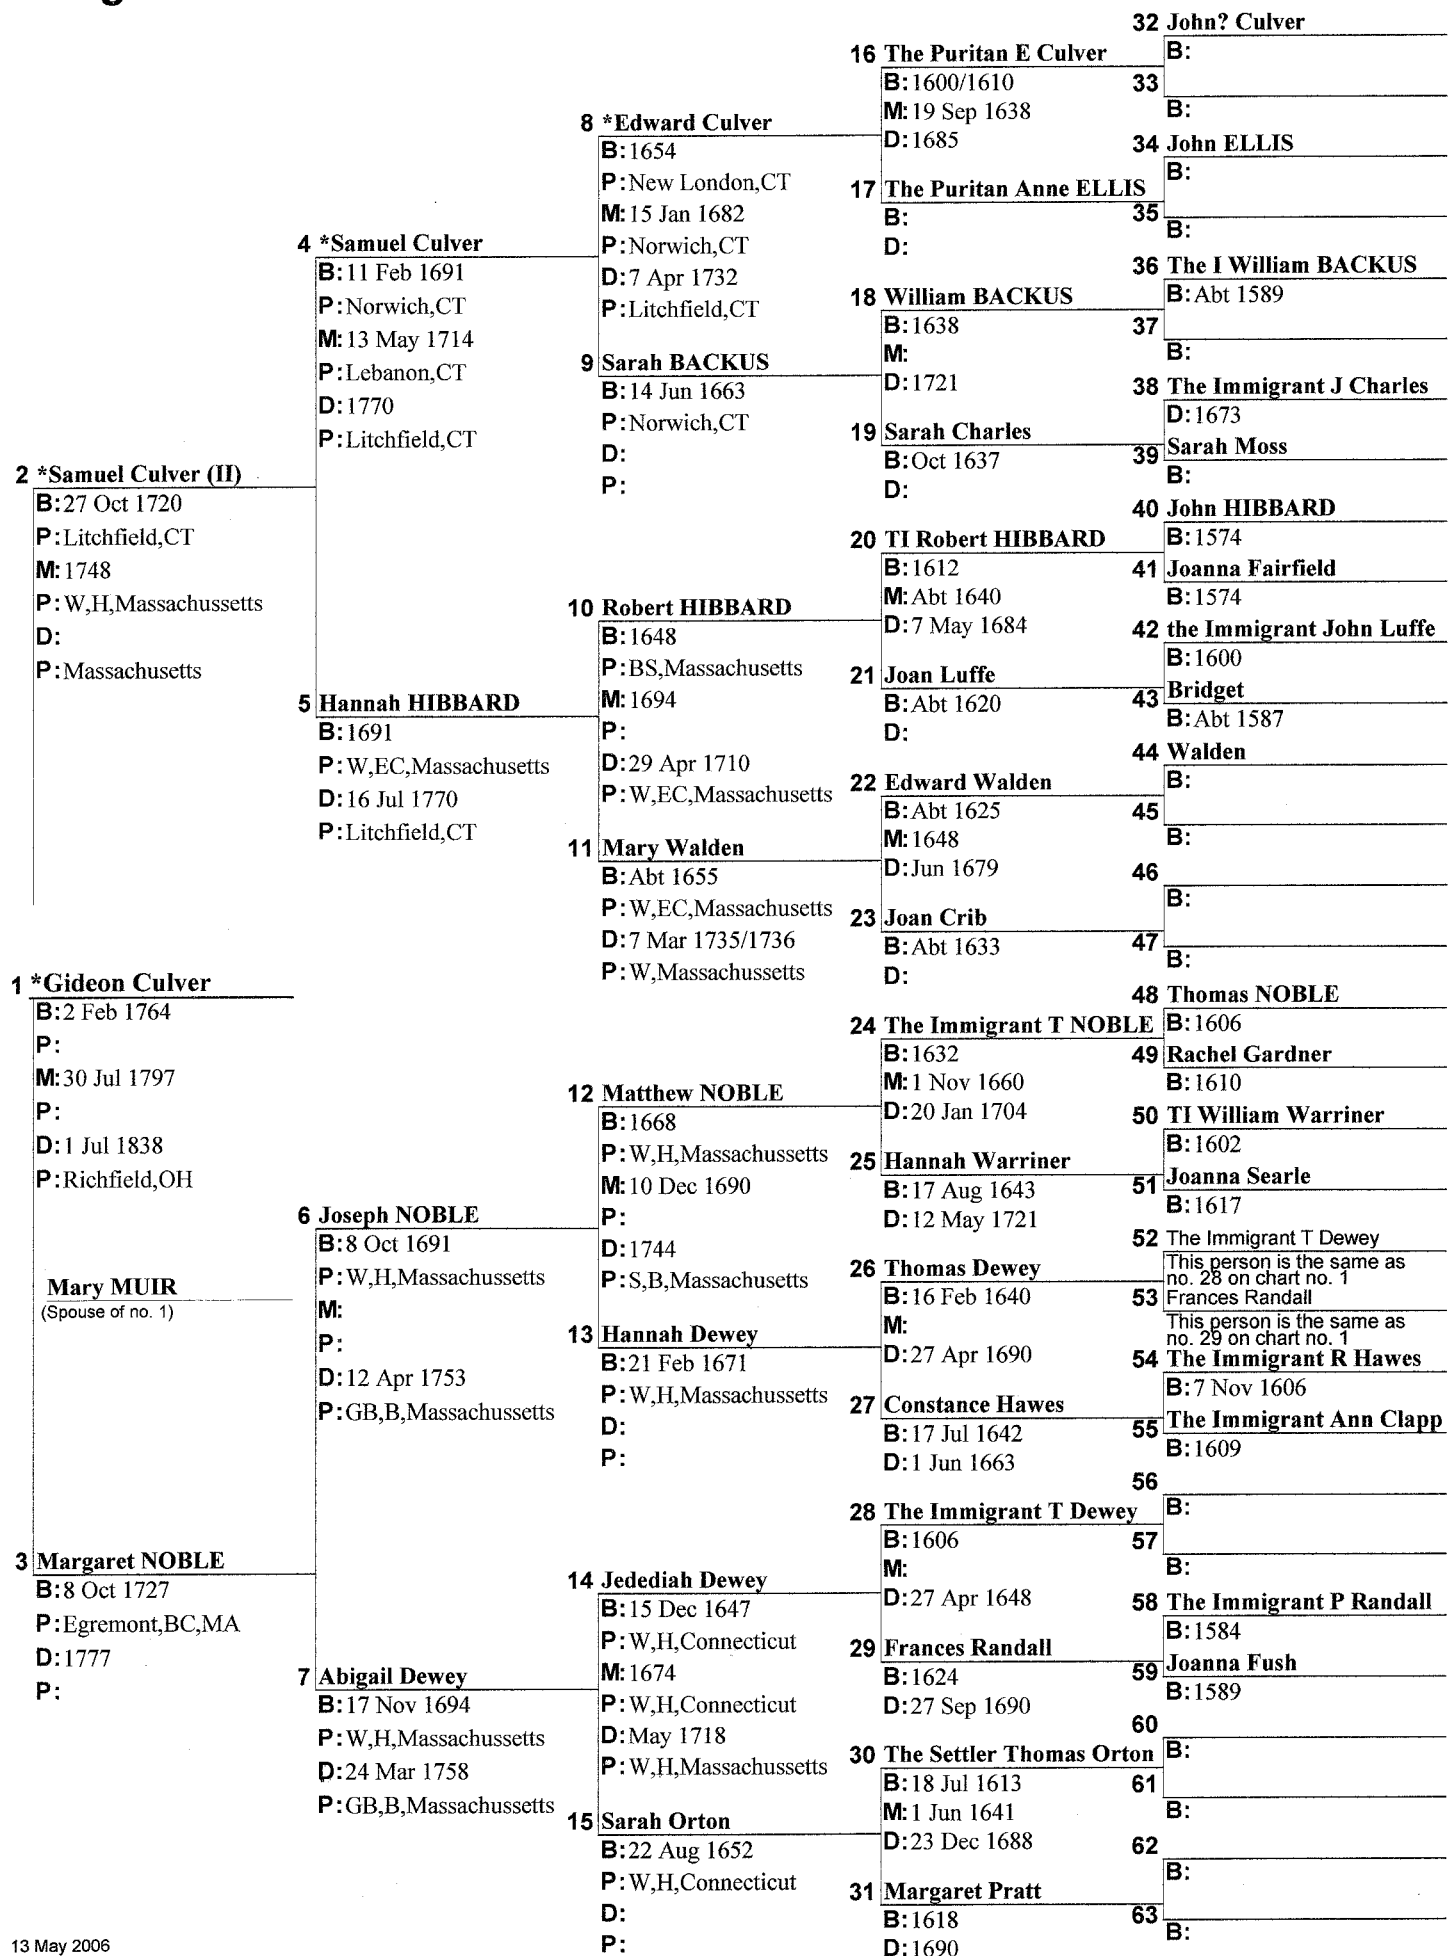 2 *Samuel Culver (II)
B: 27 Oct 1720
P: Litchfield,CT
M: 1748
P: W,H,Massachussetts
D:
P: Massachusetts
1 *Gideon Culver
B: 2 Feb 1764
P:
M: 30 Jul 1797
P:
D: 1 Jul 1838
P: Richfield,OH
Mary MUIR
(Spouse of no. 1)
3 Margaret NOBLE
B: 8 Oct 1727
P: Egremont,BC,MA
D: 1777
P:
13 May 2006
4 *Samuel Culver
B: 11 Feb 1691
P: Norwich,CT
M: 13 May 1714
P: Lebanon,CT
D: 1770
P: Litchfield,CT
5 Hannah HIBBARD
B: 1691
P: W,EC,Massachusetts
D: 16 Jul 1770
P: Litchfield,CT
6 Joseph NOBLE
B: 8 Oct 1691
P: W,H,Massachussetts
M:
P:
D: 12 Apr 1753
P: GB,B,Massachussetts
7 Abigail Dewey
B: 17 Nov 1694
P: W,H,Massachussetts
D: 24 Mar 1758
P: GB,B,Massachussetts
8 *Edward Culver
B: 1654
P: New London,CT
M: 15 Jan 1682
P: Norwich,CT
D: 7 Apr 1732
P: Litchfield,CT
9 Sarah BACKUS
B: 14 Jun 1663
P: Norwich,CT
D:
P:
10 Robert HIBBARD
B: 1648
P: BS,Massachusetts
M: 1694
P:
D: 29 Apr 1710
P: W,EC,Massachusetts
11 Mary Walden
B: Abt 1655
P: W,EC,Massachusetts
D: 7 Mar 1735/1736
P: W,Massachussetts
12 Matthew NOBLE
B: 1668
P: W,H,Massachussetts
M: 10 Dec 1690
P:
D: 1744
P: S,B,Massachusetts
13 Hannah Dewey
B: 21 Feb 1671
P: W,H,Massachussetts
D:
P:
14 Jedediah Dewey
B: 15 Dec 1647
P: W,H,Connecticut
M: 1674
P: W,H,Connecticut
D: May 1718
P: W,H,Massachussetts
15 Sarah Orton
B: 22 Aug 1652
P: W,H,Connecticut
D:
P:
16 The Puritan E Culver
B: 1600/1610
M: 19 Sep 1638
D: 1685
17 The Puritan Anne ELLIS
B:
D:
18 William BACKUS
B: 1638
M:
D: 1721
19 Sarah Charles
B: Oct 1637
D:
20 TI Robert HIBBARD
B: 1612
M: Abt 1640
D: 7 May 1684
21 Joan Luffe
B: Abt 1620
D:
22 Edward Walden
B: Abt 1625
M: 1648
D: Jun 1679
23 Joan Crib
B: Abt 1633
D:
24 The Immigrant T NOBLE
B: 1632
M: 1 Nov 1660
D: 20 Jan 1704
25 Hannah Warriner
B: 17 Aug 1643
D: 12 May 1721
26 Thomas Dewey
B: 16 Feb 1640
M:
D: 27 Apr 1690
27 Constance Hawes
B: 17 Jul 1642
D: 1 Jun 1663
28 The Immigrant T Dewey
B: 1606
M:
D: 27 Apr 1648
29 Frances Randall
B: 1624
D: 27 Sep 1690
30 The Settler Thomas Orton
B: 18 Jul 1613
M: 1 Jun 1641
D: 23 Dec 1688
31 Margaret Pratt
B: 1618
D: 1690
32 John? Culver
B:
33
B:
34 John ELLIS
B:
35
B:
36 The I William BACKUS
B: Abt 1589
37
B:
38 The Immigrant J Charles
D: 1673
39 Sarah Moss
B:
40 John HIBBARD
B: 1574
41 Joanna Fairfield
B: 1574
42 the Immigrant John Luffe
B: 1600
43 Bridget
B: Abt 1587
44 Walden
B:
45
B:
46
B:
47
B:
48 Thomas NOBLE
B: 1606
49 Rachel Gardner
B: 1610
50 TI William Warriner
B: 1602
51 Joanna Searle
B: 1617
52 The Immigrant T Dewey
This person is the same as
no. 28 on chart no. 1
53 Frances Randall
This person is the same as
no. 29 on chart no. 1
54 The Immigrant R Hawes
B: 7 Nov 1606
55 The Immigrant Ann Clapp
B: 1609
56
B:
57
B:
58 The Immigrant P Randall
B: 1584
59 Joanna Fush
B: 1589
60
B:
61
B:
62
B:
63
B: